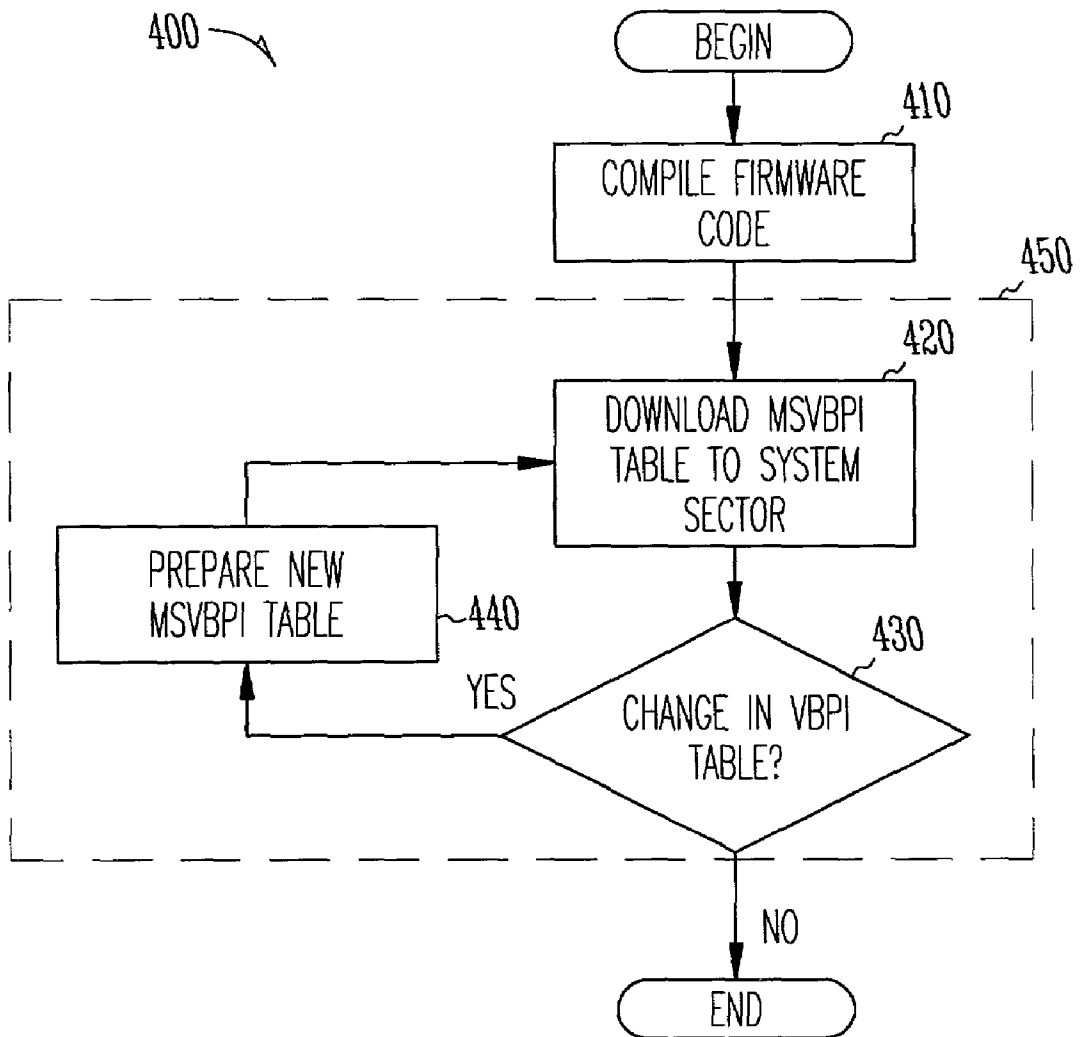 400
BEGIN
410
COMPILE FIRMWARE
CODE
450
420
DOWNLOAD MSVBPI
TABLE TO SYSTEM
SECTOR
PREPARE NEW
MSVBPI TABLE
440
430
YES
CHANGE IN VBPI
TABLE?
NO
END